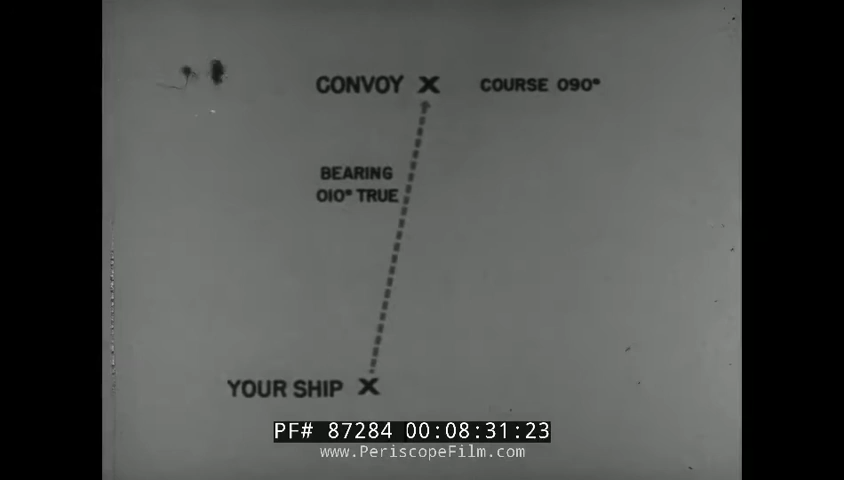 CONVOY X COURSE 090°
BEARING
010° TRUE
YOUR SHIP X
PF# 87284 00:08:31:23
www.PeriscopeFilm.com